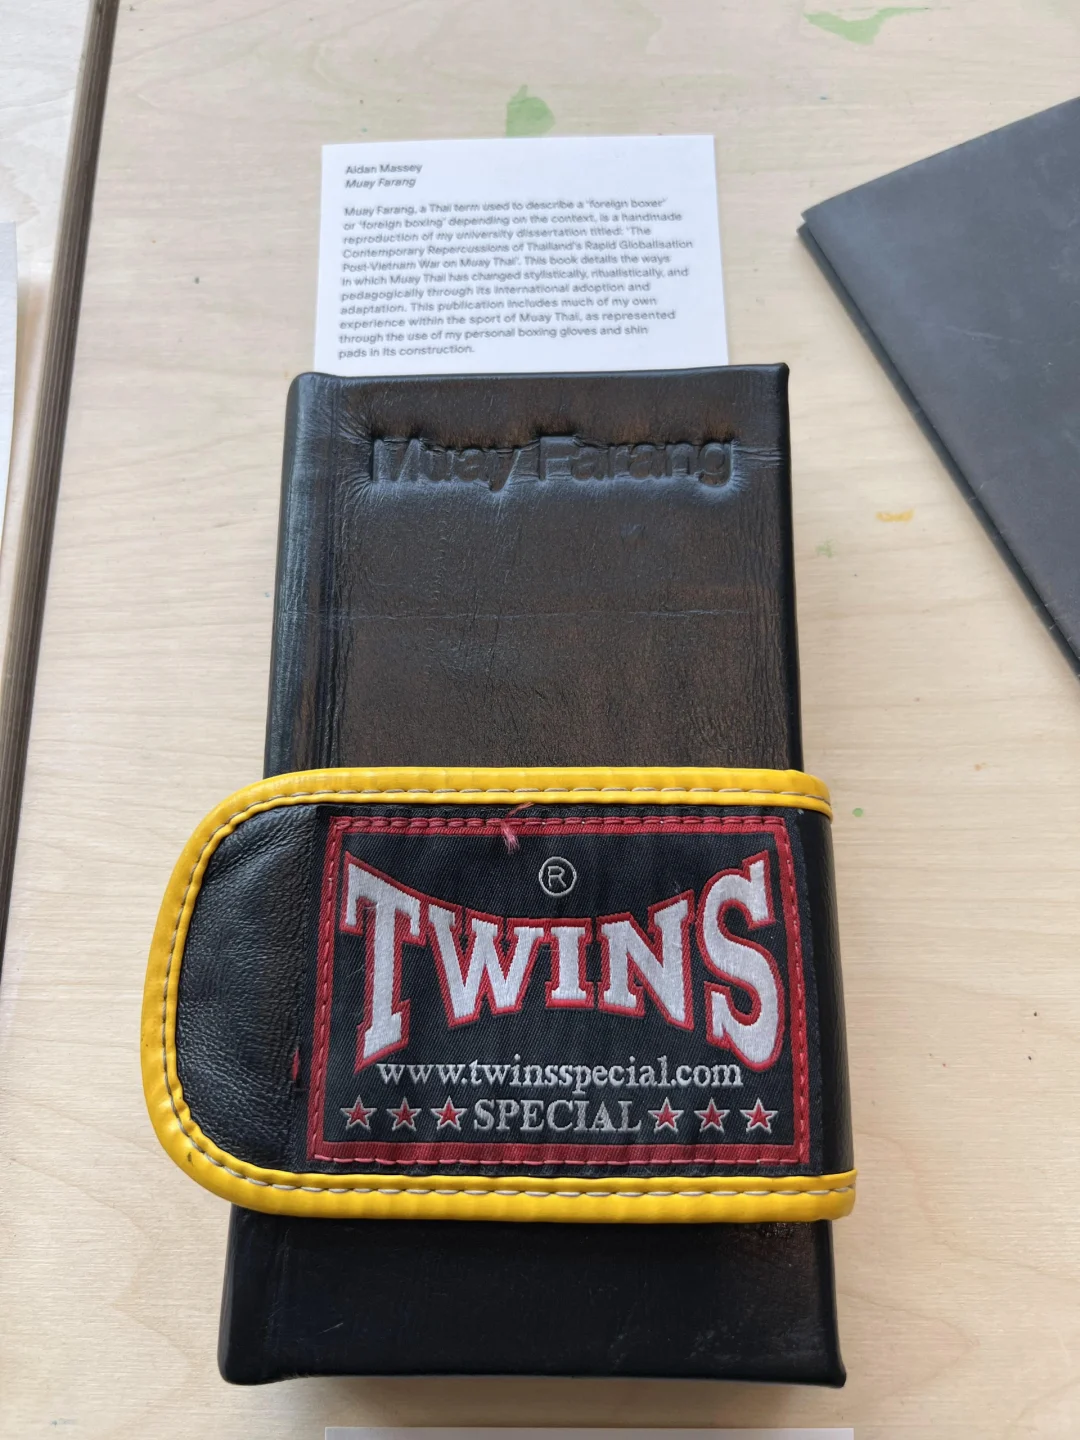 Aidan Massey
Muay Farang
Muay Farang, a Thai term used to describe a 'foreign boxer'
or 'foreign boxing' depending on the context, is a handmade
reproduction of my university dissertation titled: 'The
Contemporary Repercussions of Thailand's Rapid Globalisation
Post-Vietnam War on Muay Thai'. This book details the ways
in which Muay Thai has changed stylistically, ritualistically, and
pedagogically through its international adoption and
adaptation. This publication includes much of my own
experience within the sport of Muay Thai, as represented
through the use of my personal boxing gloves and shin
pads in its construction.
Muay Farang
®
TWINS
www.twinsspecial.com
SPECIAL